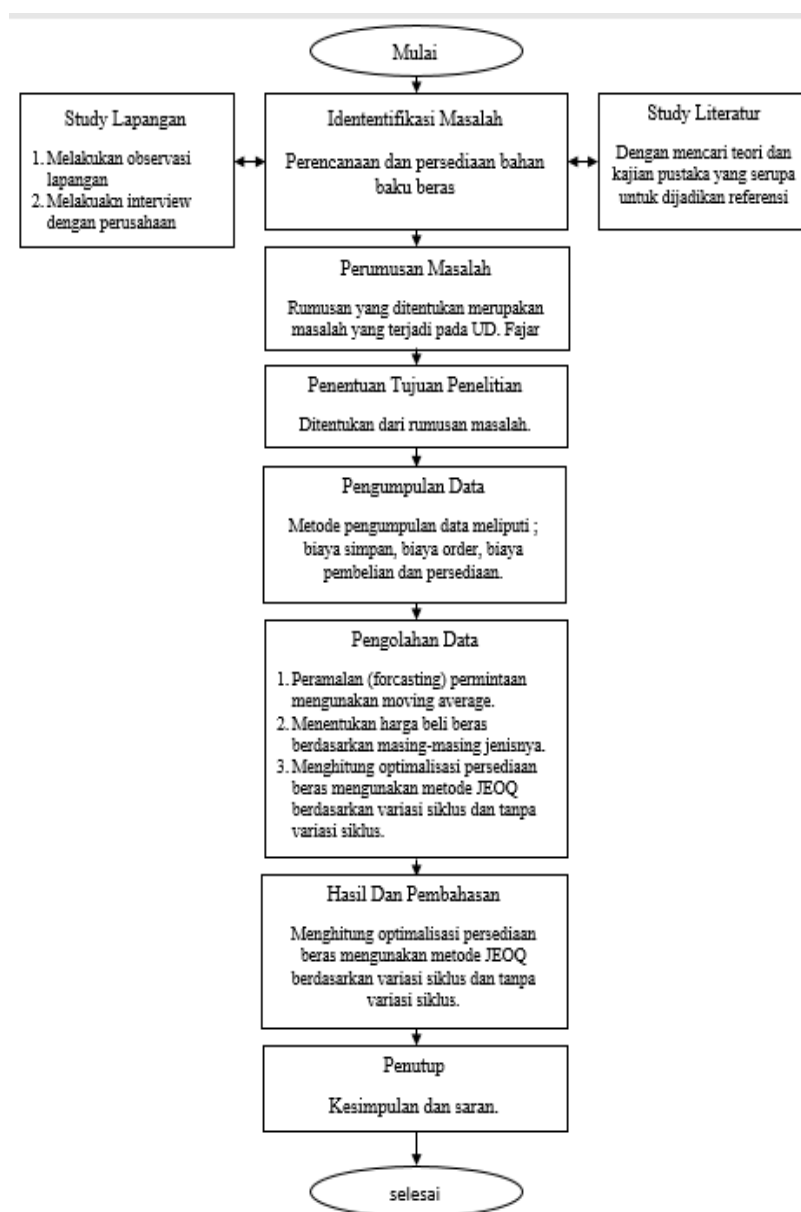 Mulai
Study Lapangan
1. Melakukan observasi
lapangan
2. Melakuakn interview
dengan perusahaan
Idententifikasi Masalah
Perencanaan dan persediaan bahan
baku beras
Study Literatur
Dengan mencari teori dan
kajian pustaka yang serupa
untuk dijadikan referensi
Perumusan Masalah
Rumusan yang ditentukan merupakan
masalah yang terjadi pada UD. Fajar
Penentuan Tujuan Penelitian
Ditentukan dari rumusan masalah.
Pengumpulan Data
Metode pengumpulan data meliputi ;
biaya simpan, biaya order, biaya
pembelian dan persediaan.
Pengolahan Data
1. Peramalan (forcasting) permintaan
mengunakan moving average.
2. Menentukan harga beli beras
berdasarkan masing-masing jenisnya.
3. Menghitung optimalisasi persediaan
beras mengunakan metode JEOQ
berdasarkan variasi siklus dan tanpa
variasi siklus.
Hasil Dan Pembahasan
Menghitung optimalisasi persediaan
beras mengunakan metode JEOQ
berdasarkan variasi siklus dan tanpa
variasi siklus.
Penutup
Kesimpulan dan saran.
selesai